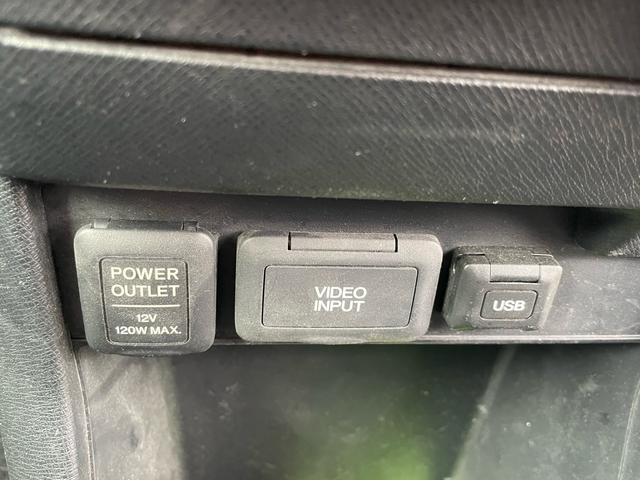 POWER
OUTLET
12V
120W MAX.
VIDEO
INPUT
USB